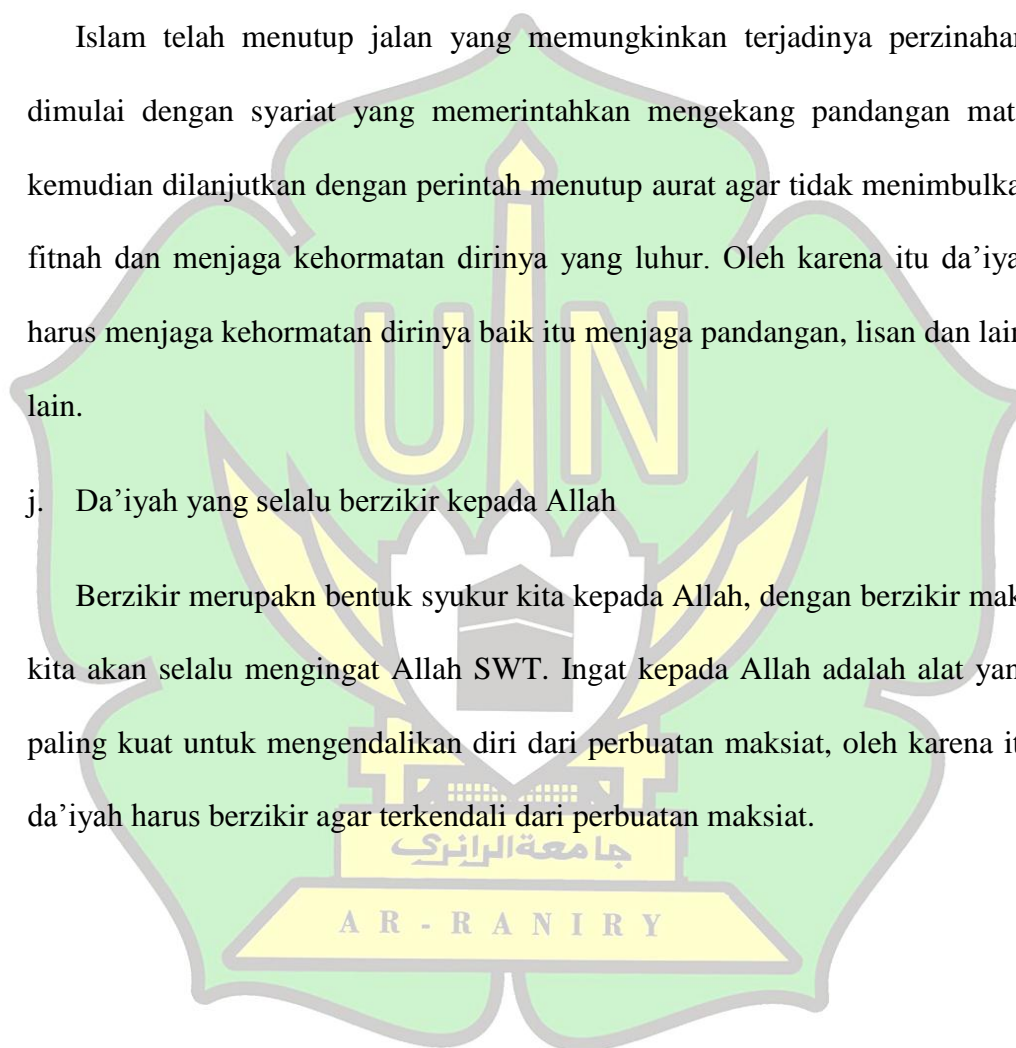 Islam telah menutup jalan yang memungkinkan terjadinya perzinahan
dimulai dengan syariat yang memerintahkan mengekang pandangan mat
kemudian dilanjutkan dengan perintah menutup aurat agar tidak menimbulka
fitnah dan menjaga kehormatan dirinya yang luhur. Oleh karena itu da’iya
harus menjaga kehormatan dirinya baik itu menjaga pandangan, lisan dan lain
lain.
UIN
j. Da’iyah yang selalu berzikir kepada Allah
Berzikir merupakn bentuk syukur kita kepada Allah, dengan berzikir mak
kita akan selalu mengingat Allah SWT. Ingat kepada Allah adalah alat yan
paling kuat untuk mengendalikan diri dari perbuatan maksiat, oleh karena it
da’iyah harus berzikir agar terkendali dari perbuatan maksiat.
جامعة الرانري
AR-RANIRY